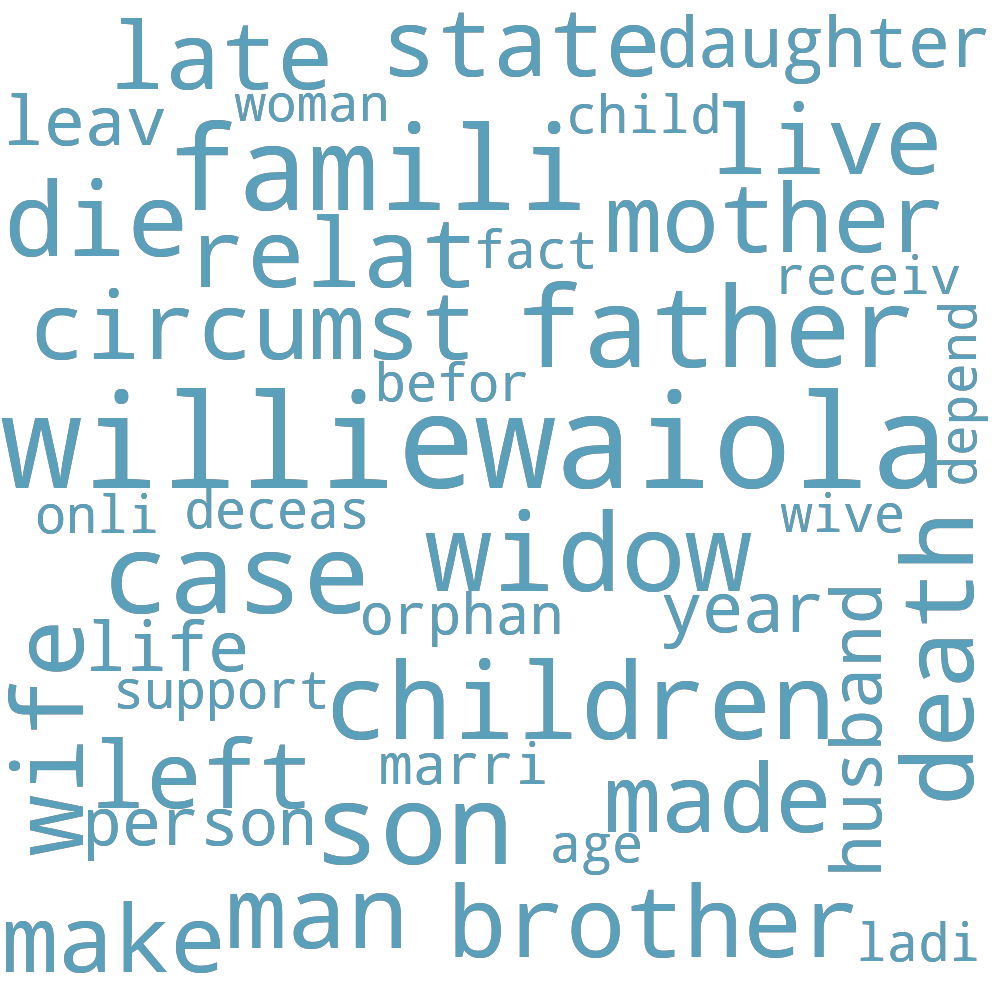 late state daughter
leav woman child live
famili
die relat fact mother
receiv
circumst father
befor depend
williewaiola
onli deceas wive
case widow death
orphan year
wife life husband
support children
left marri made
person son age
make man brother ladi